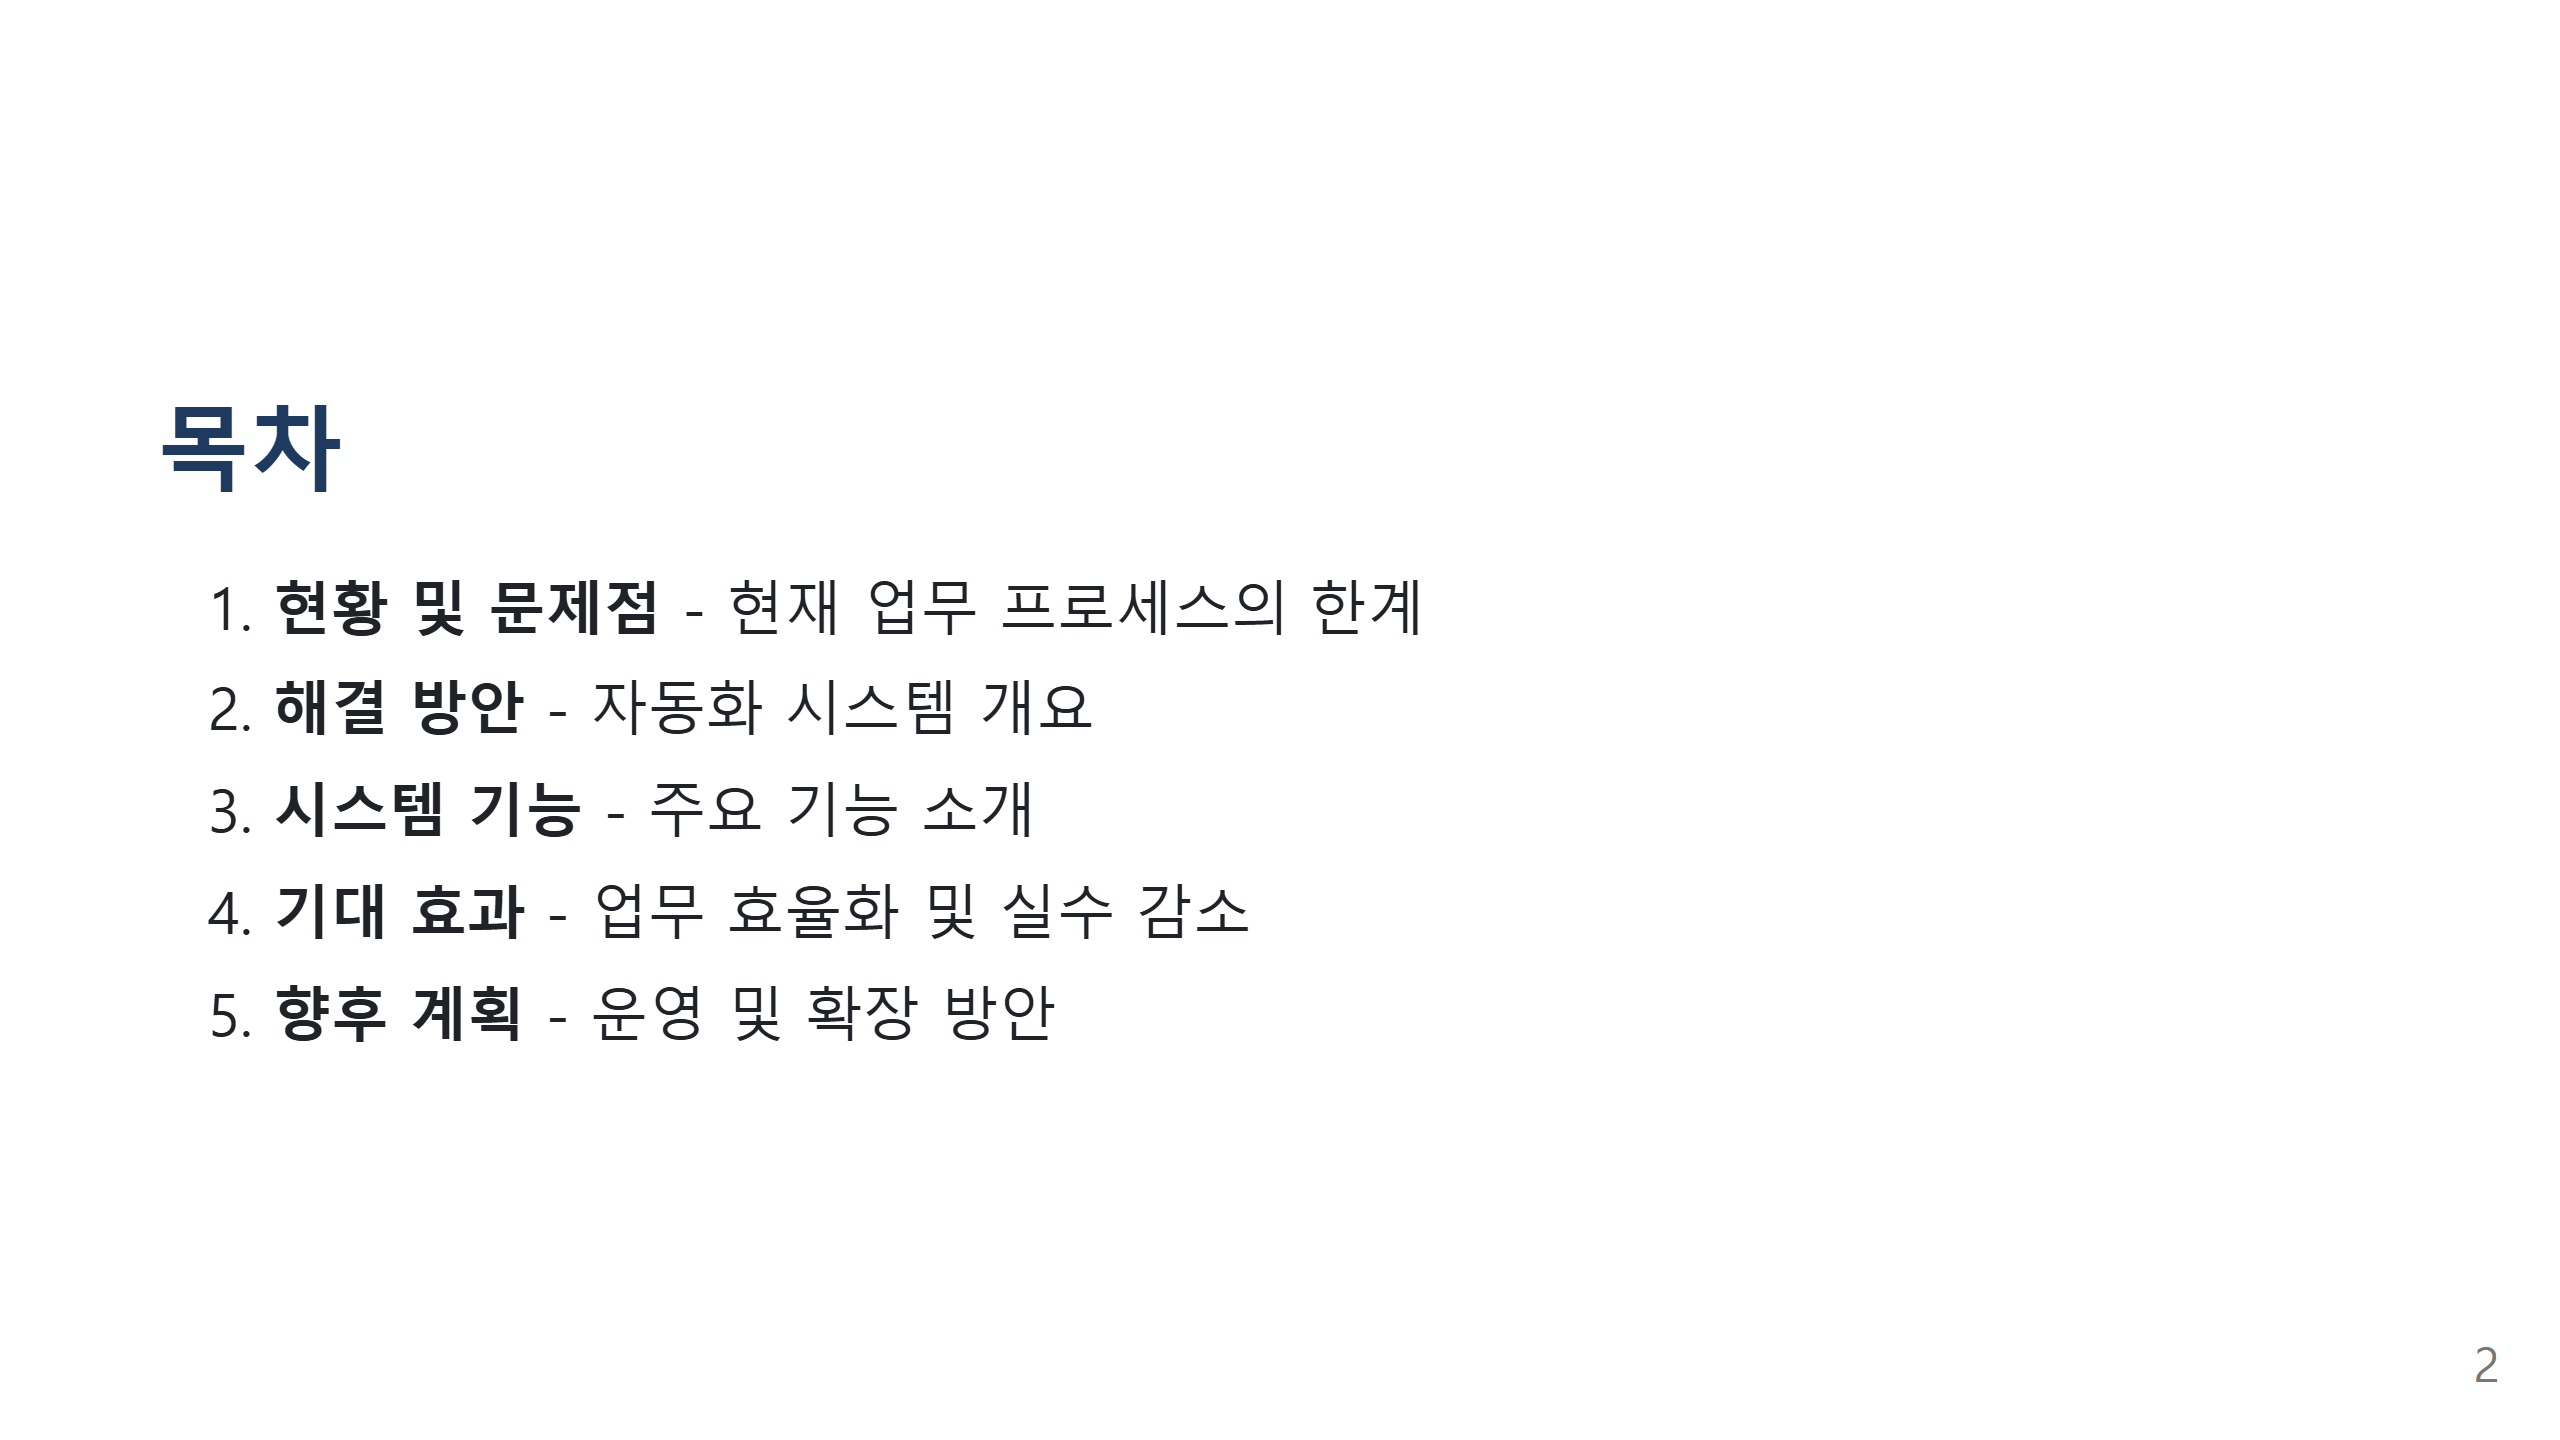 목차
1. 현황 및 문제점 - 현재 업무 프로세스의 한계
2. 해결 방안 - 자동화 시스템 개요
3. 시스템 기능 - 주요 기능 소개
4. 기대 효과 - 업무 효율화 및 실수 감소
5. 향후 계획 - 운영 및 확장 방안
2